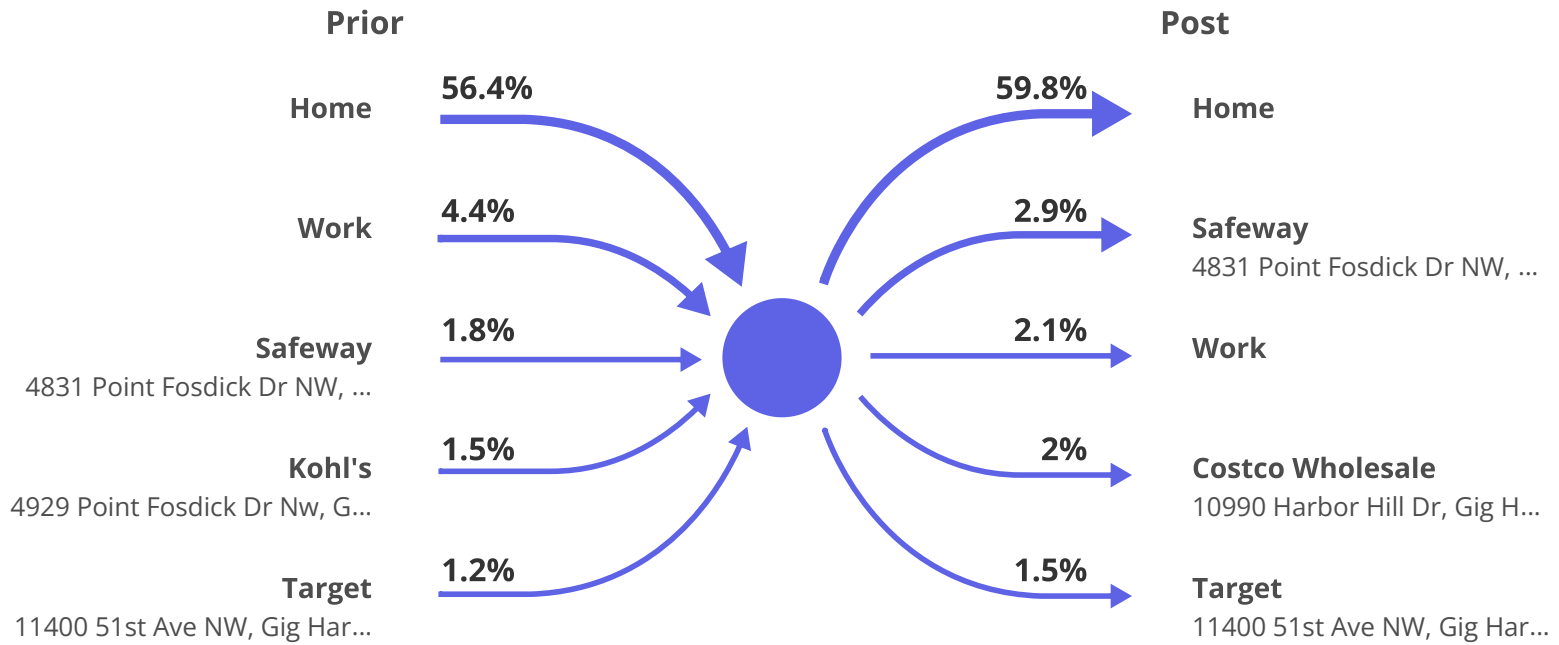 Prior
Post
Home
56.4%
59.8%
Home
Work
4.4%
2.9%
Safeway
4831 Point Fosdick Dr NW, ...
Safeway
4831 Point Fosdick Dr NW, ...
1.8%
2.1%
Work
Kohl's
4929 Point Fosdick Dr Nw, G...
1.5%
2%
Costco Wholesale
10990 Harbor Hill Dr, Gig H...
Target
11400 51st Ave NW, Gig Har...
1.2%
1.5%
Target
11400 51st Ave NW, Gig Har...